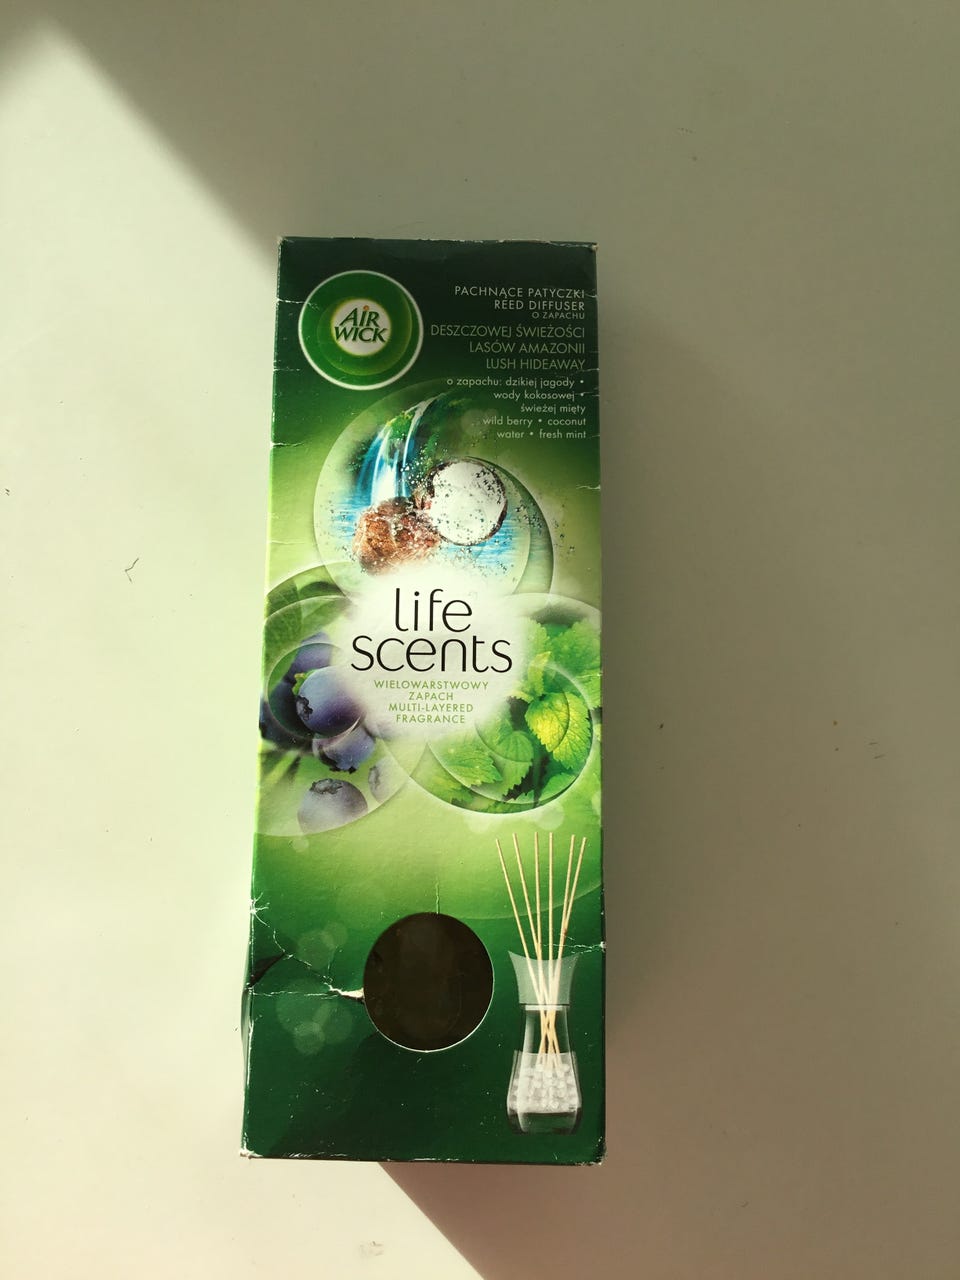 AIR
WICK
PACHNĄCE PATYCZKI
REED DIFFUSER
O ZAPACHU
DESZCZOWEJ ŚWIEŻOŚCI
LASÓW AMAZONII
LUSH HIDEAWAY
o zapachu: dzikiej jagody •
wody kokosowej •
świeżej mięty
wild berry • coconut
water • fresh mint
life
scents
WIELOWARSTWOWY
ZAPACH
MULTI-LAYERED
FRAGRANCE